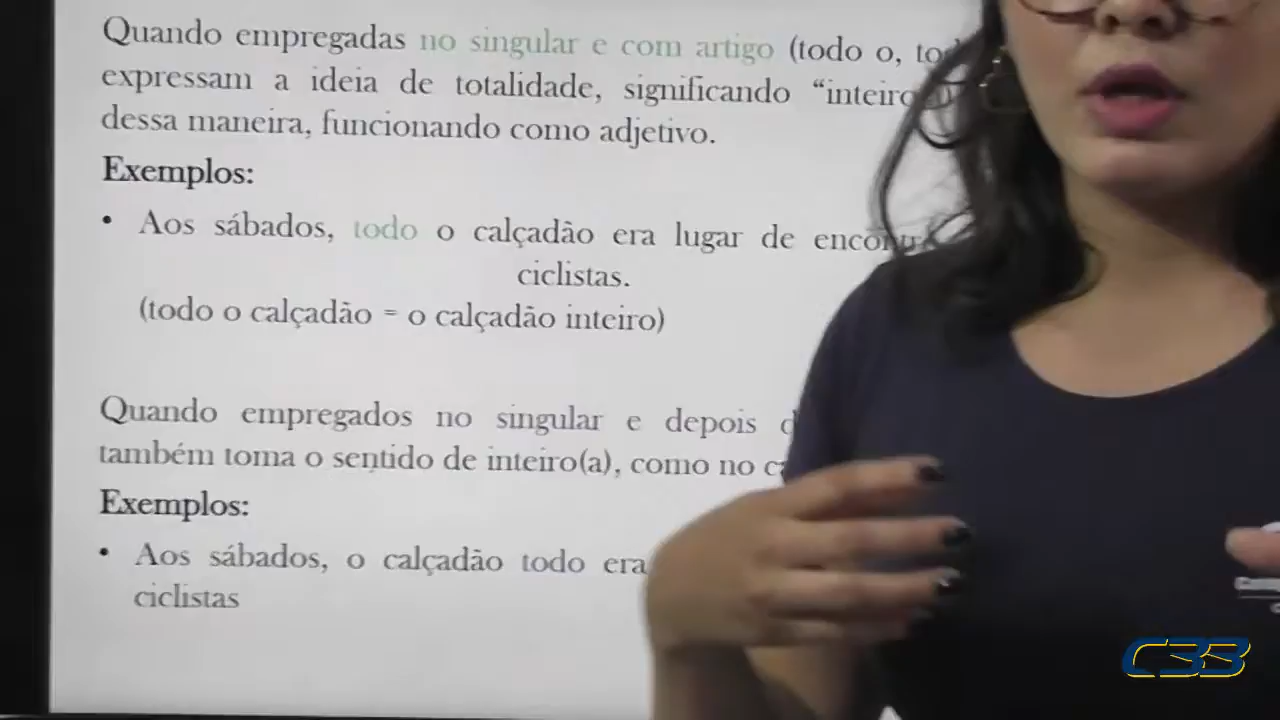 Quando empregadas no singular e com artigo (todo o,
expressam a ideia de totalidade, significando
dessa maneira, funcionando como adjetivo.
Exemplos:
• Aos sábados, todo o calçadão era lugar de
ciclistas.
(todo o calçadão = o calçadão inteiro)
Quando empregados no singular e depois
também toma o sentido de inteiro(a), como no
Exemplos:
• Aos sábados, o calçadão todo era
ciclistas
C33